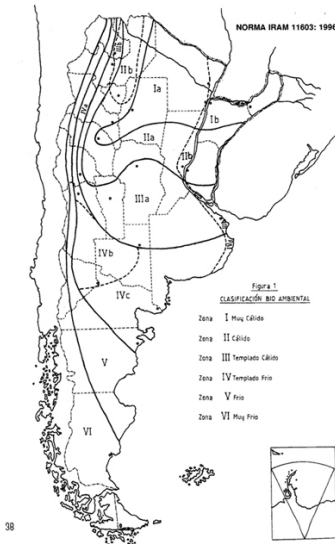 NORMA IRAM 11603: 1996
IIb
Ia
Ib
IVa
IIa
IIb
IIIa
IVb
IVc
V
VI
Figura 1
CLASIFICACIÓN BIO AMBIENTAL
Zona I Muy Cálido
Zona II Cálido
Zona III Templado Cálido
Zona IV Templado Frío
Zona V Frío
Zona VI Muy Frío
38